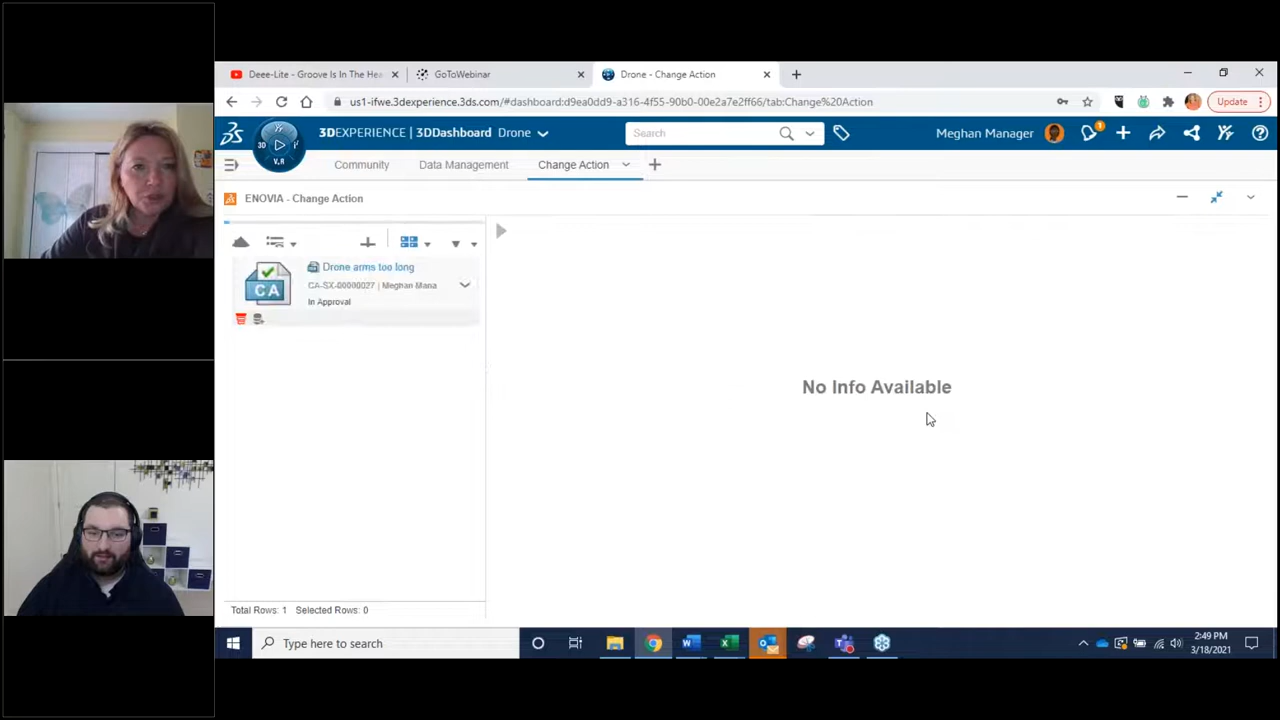 Deee-Lite - Groove Is In The Hea
GoToWebinar
Drone - Change Action
us1-ifwe.3dexperience.3ds.com/#dashboard:d9ea0dd9-a316-4f55-90b0-00e2a7e2ff66/tab:Change%20Action
Update
3D V.R
3DEXPERIENCE | 3DDashboard Drone
Search
Meghan Manager
1
Community
Data Management
Change Action
ENOVIA - Change Action
CA
Drone arms too long
CA-SX-00000027 | Meghan Mana
In Approval
No Info Available
Total Rows: 1 Selected Rows: 0
Type here to search
2:49 PM
3/18/2021